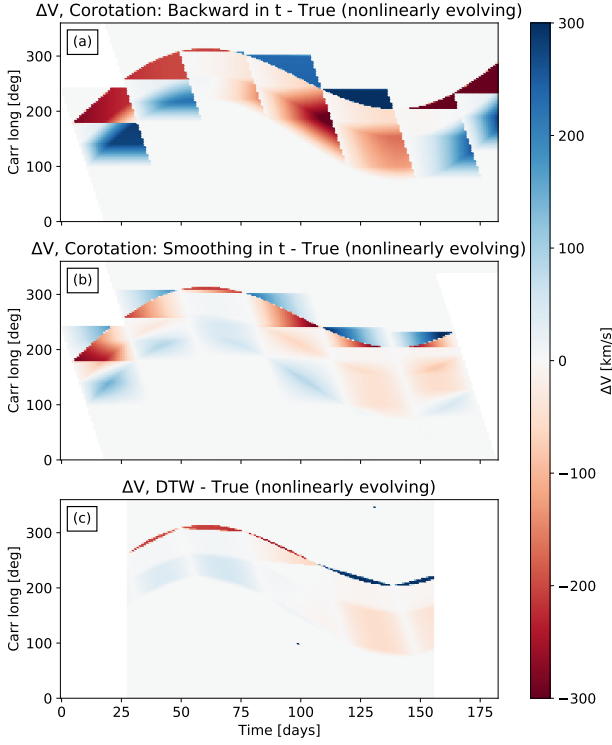 ΔV, Corotation: Backward in t - True (nonlinearly evolving)
(a)
Carr long [deg]
300
200
100
0
ΔV, Corotation: Smoothing in t - True (nonlinearly evolving)
(b)
Carr long [deg]
300
200
100
0
ΔV, DTW - True (nonlinearly evolving)
(c)
Carr long [deg]
300
200
100
0
0 25 50 75 100 125 150 175
Time [days]
300
200
100
0
−100
−200
−300
ΔV [km/s]